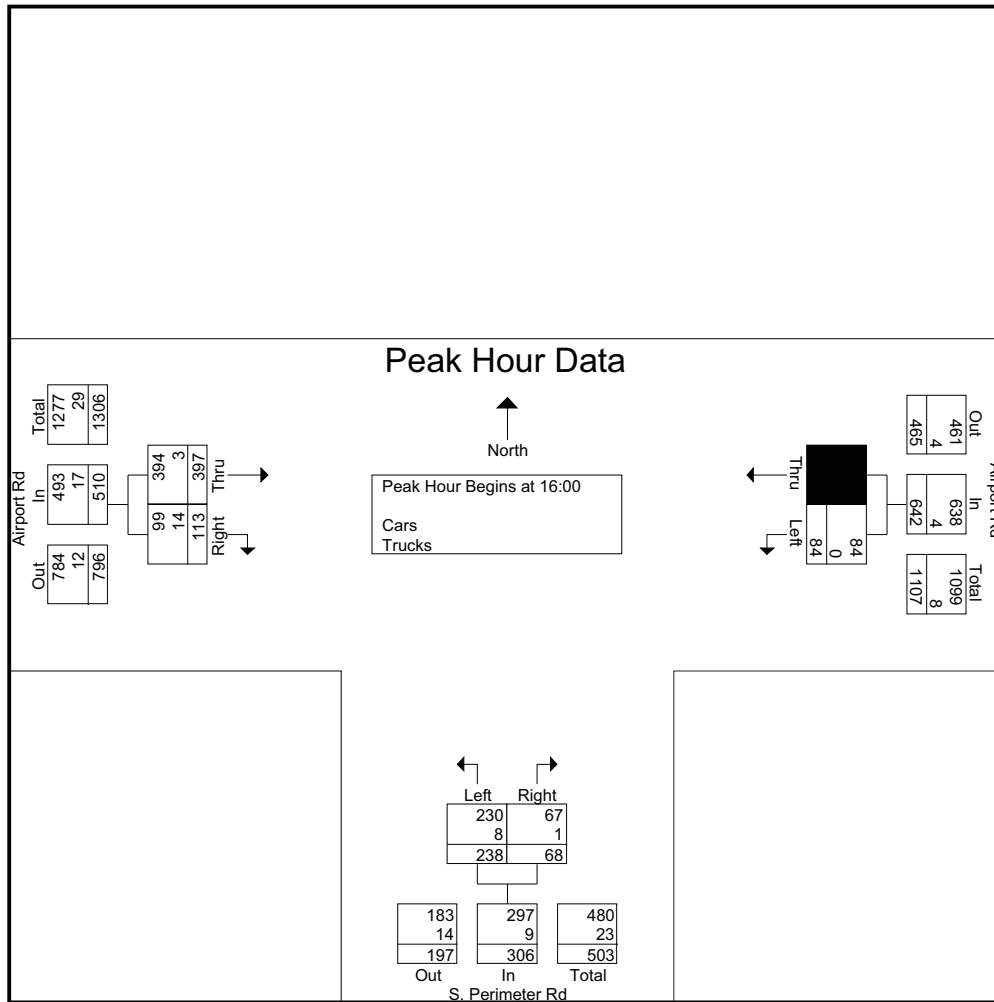 Peak Hour Data
North
Peak Hour Begins at 16:00
Cars
Trucks
Airport Rd
Total
In
Out
1277
29
1306
493
17
510
784
12
796
394
3
397
Thru
99
14
113
Right
Out
In
Total
461
4
465
638
4
642
1099
8
1107
Thru
Left
84
0
84
Left
Right
230
67
8
1
238
68
183
297
480
14
9
23
197
306
503
Out
In
Total
S. Perimeter Rd